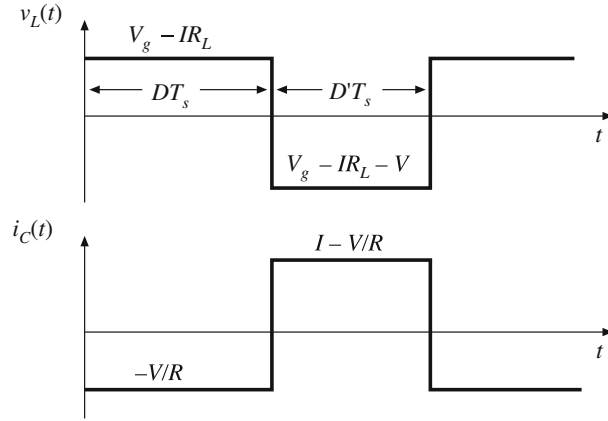 v_L(t)
V_g – IR_L
DT_s
D'T_s
t
V_g – IR_L – V
i_C(t)
I – V/R
t
–V/R